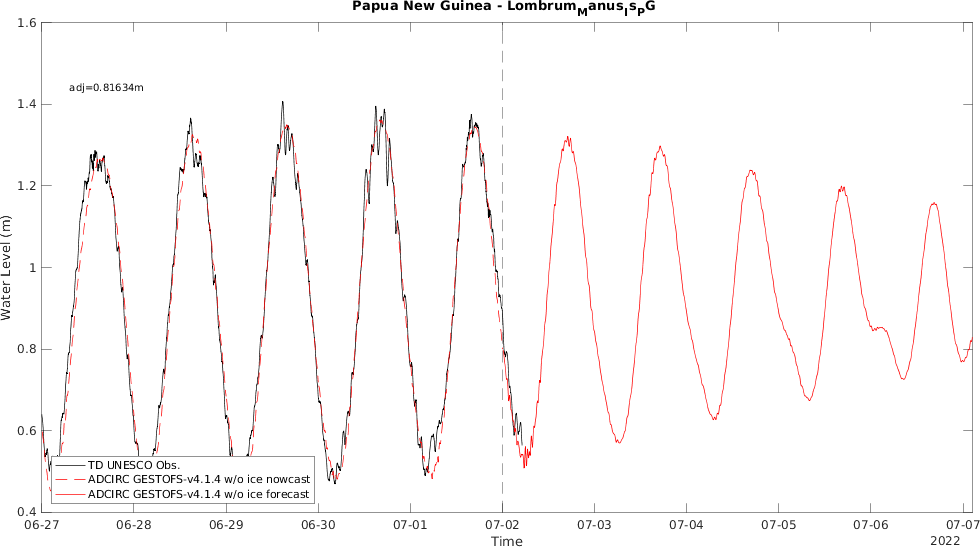 Papua New Guinea - LombrumManusIsPG
1.6
adj=0.81634m
1.4
1.2
Water Level (m)
1
0.8
0.6
TD UNESCO Obs.
ADCIRC GESTOFS-v4.1.4 w/o ice nowcast
ADCIRC GESTOFS-v4.1.4 w/o ice forecast
0.4
06-27 06-28 06-29 06-30 07-01 07-02 07-03 07-04 07-05 07-06 07-07
Time 2022